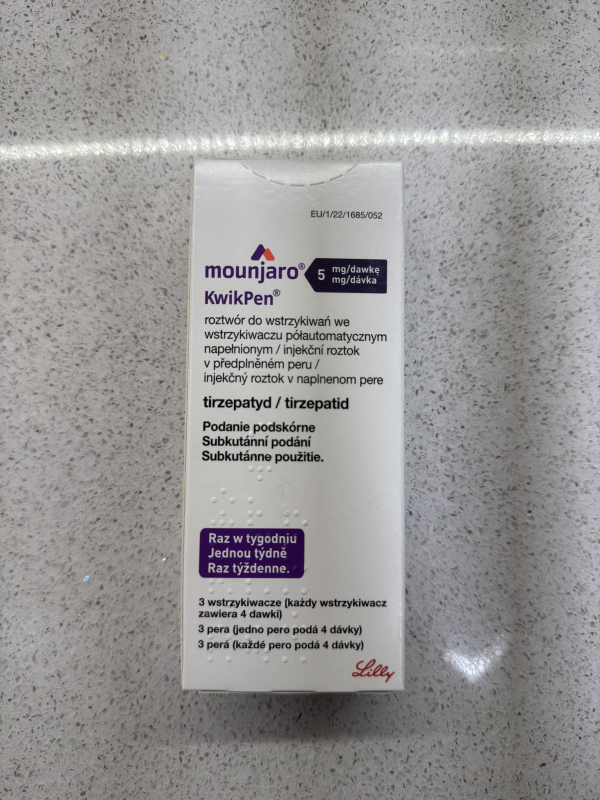 EU/1/22/1685/052
mounjaro®
5 mg/dawkę
mg/dávka
KwikPen®
roztwór do wstrzykiwań we
wstrzykiwaczu półautomatycznym
napełnionym / injekční roztok
v předplněném peru /
injekčný roztok v naplnenom pere
tirzepatyd / tirzepatid
Podanie podskórne
Subkutánní podání
Subkutánne použitie.
Raz w tygodniu
Jednou týdně
Raz týždenne.
3 wstrzykiwacze (każdy wstrzykiwacz
zawiera 4 dawki)
3 pera (jedno pero podá 4 dávky)
3 perá (každé pero podá 4 dávky)
Lilly